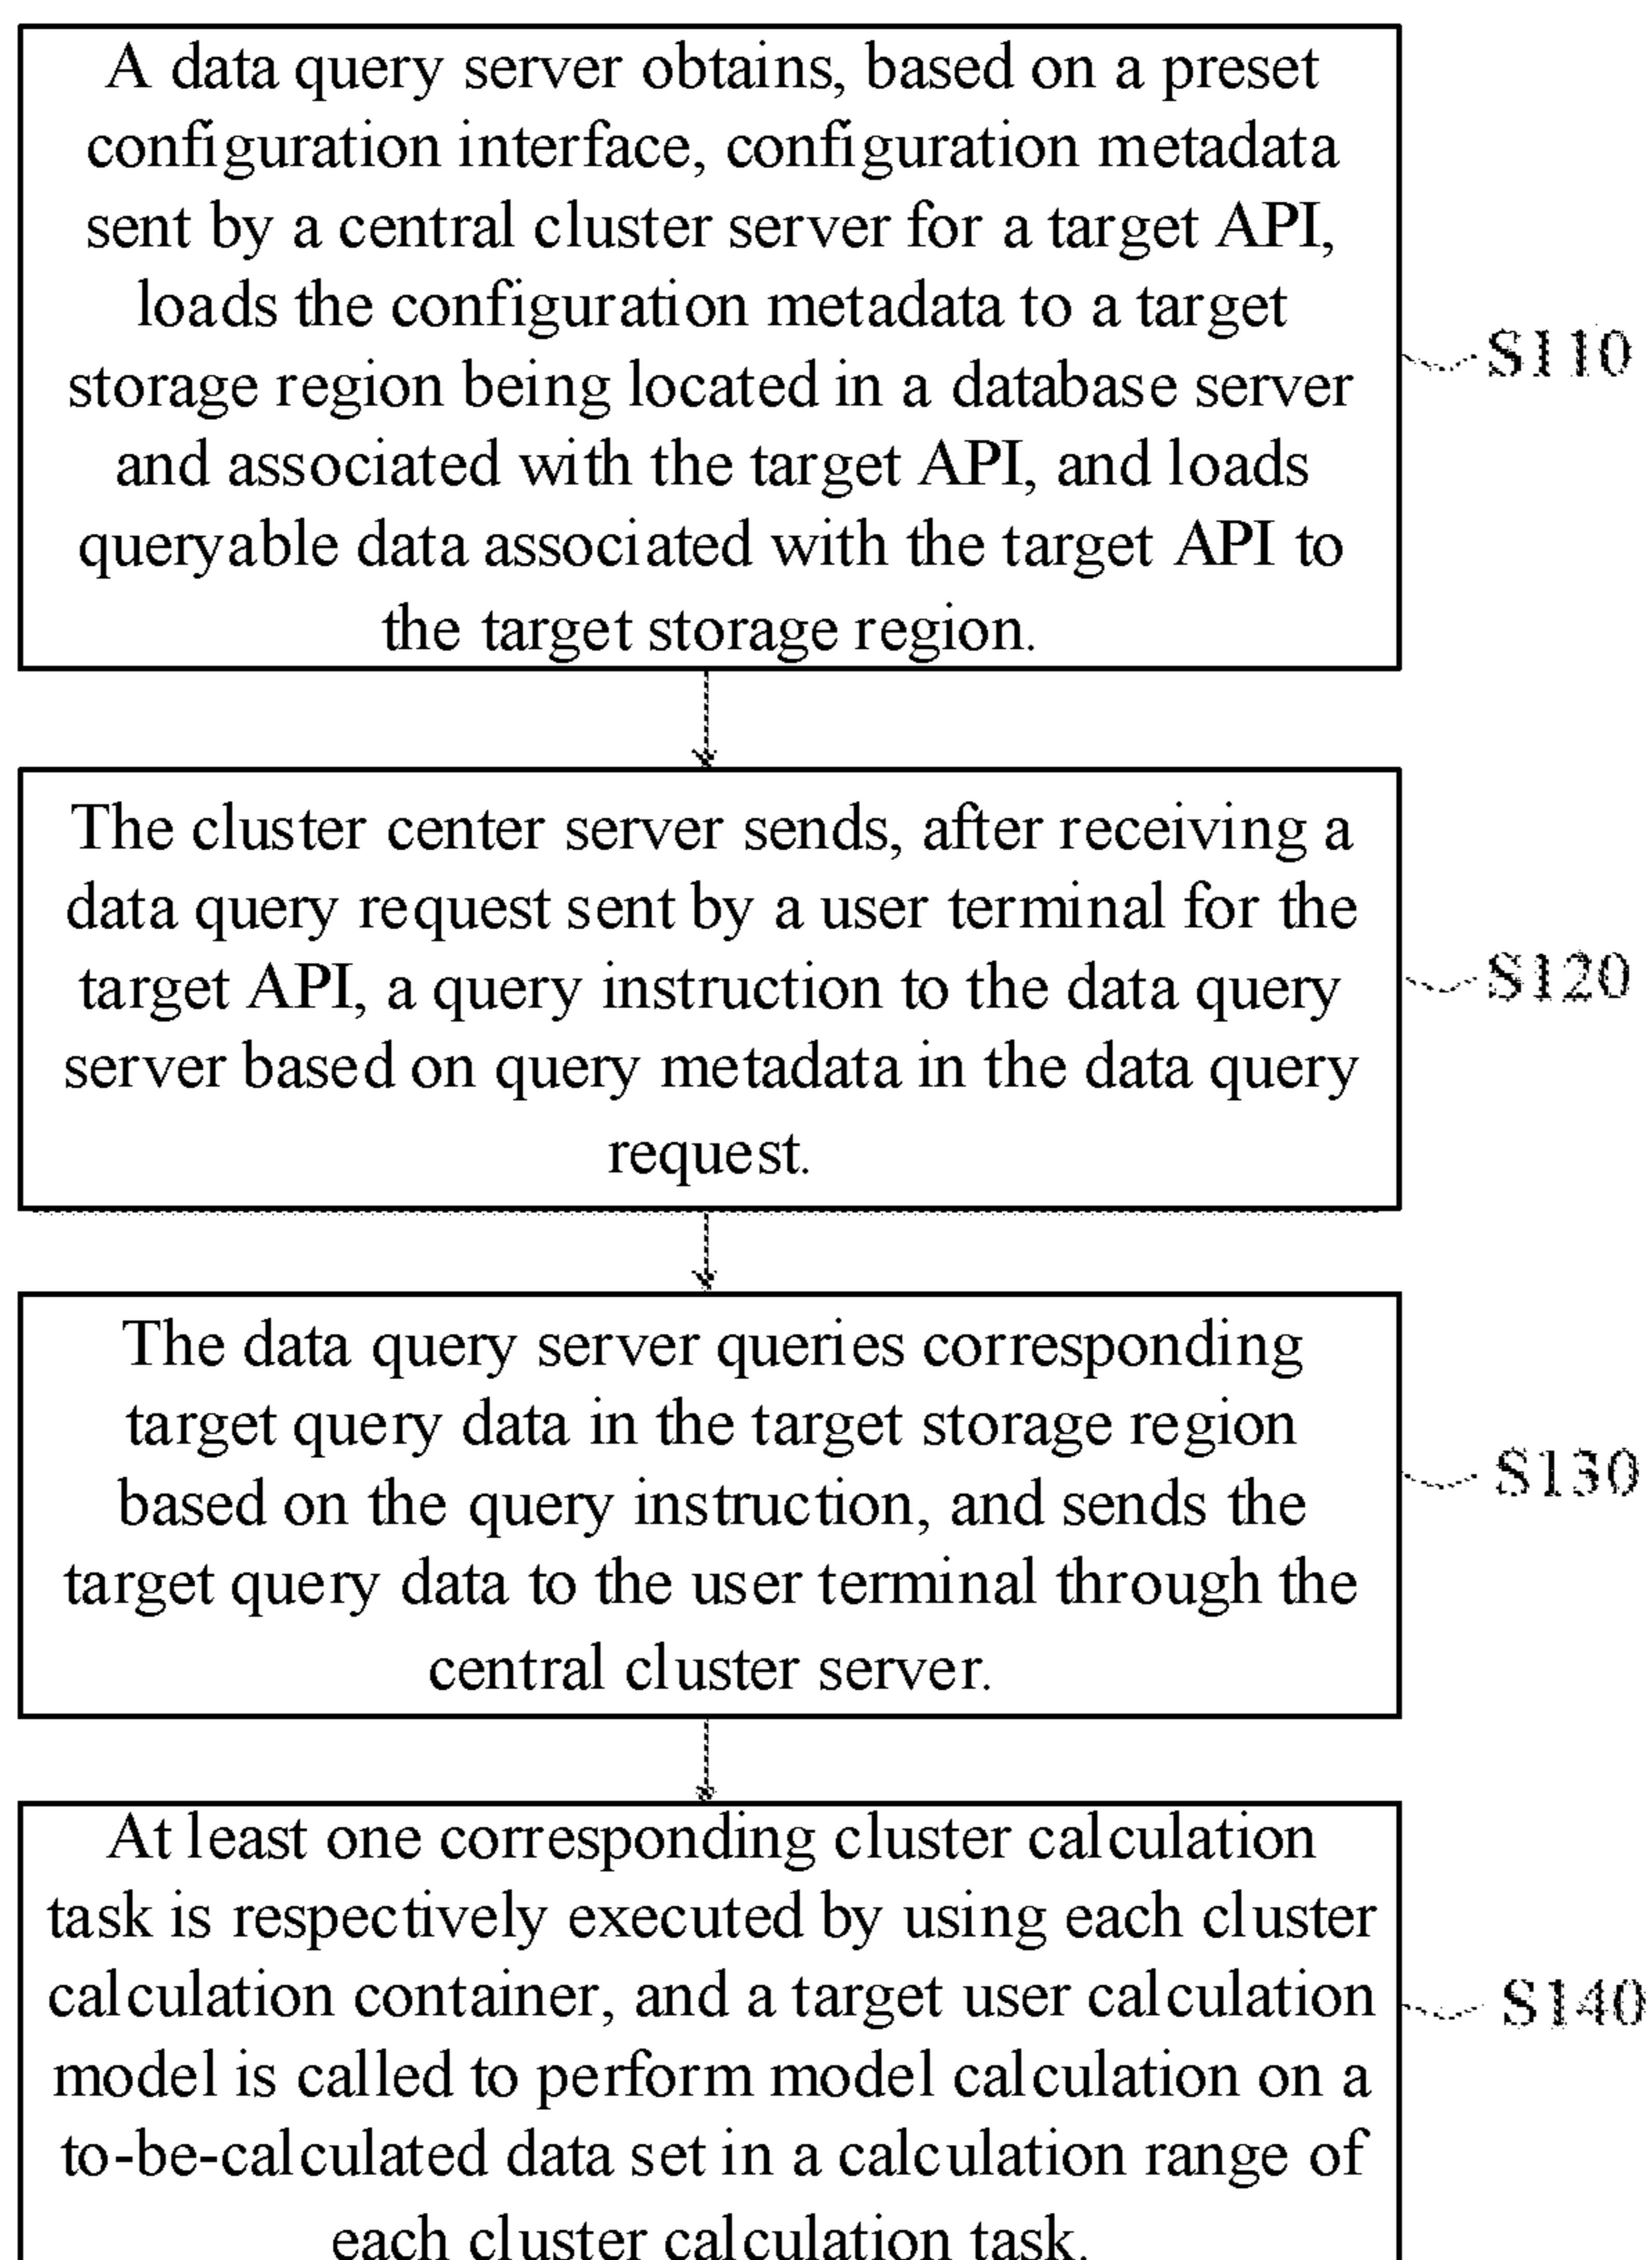 A data query server obtains, based on a preset
configuration interface, configuration metadata
sent by a central cluster server for a target API,
loads the configuration metadata to a target
storage region being located in a database server
and associated with the target API, and loads
queryable data associated with the target API to
the target storage region.
S110
The cluster center server sends, after receiving a
data query request sent by a user terminal for the
target API, a query instruction to the data query
server based on query metadata in the data query
request.
S120
The data query server queries corresponding
target query data in the target storage region
based on the query instruction, and sends the
target query data to the user terminal through the
central cluster server.
S130
At least one corresponding cluster calculation
task is respectively executed by using each cluster
calculation container, and a target user calculation
model is called to perform model calculation on a
to-be-calculated data set in a calculation range of
each cluster calculation task.
S140